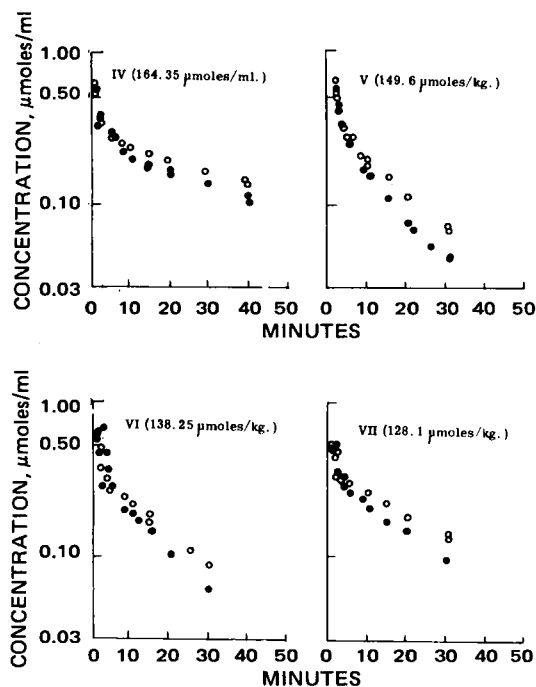 CONCENTRATION, µmoles/ml
1.00
0.50
0.10
0.03
IV (164.35 µmoles/ml.)
0 10 20 30 40 50
V (149.6 µmoles/kg.)
0 10 20 30 40 50
MINUTES
CONCENTRATION, µmoles/ml
1.00
0.50
0.10
0.03
VI (138.25 µmoles/kg.)
0 10 20 30 40 50
VII (128.1 µmoles/kg.)
0 10 20 30 40 50
MINUTES